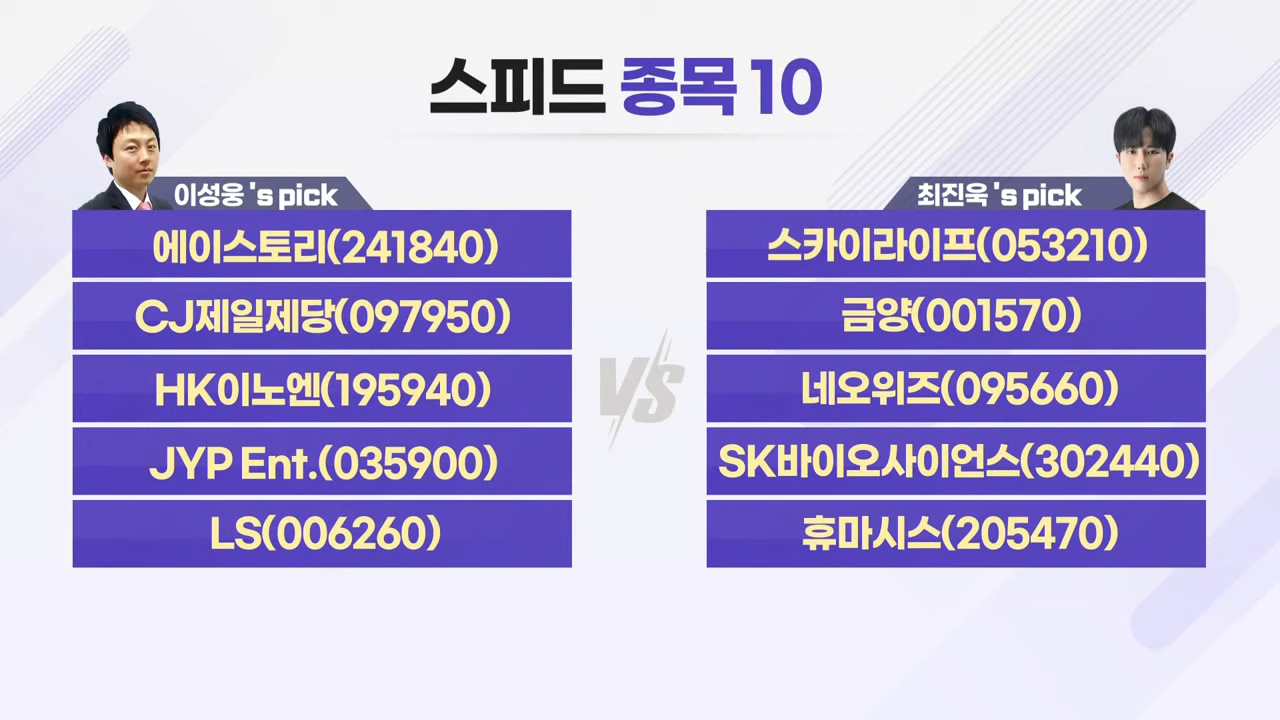 스피드 종목 10
이성웅 's pick
에이스토리(241840)
CJ제일제당(097950)
HK이노엔(195940)
JYP Ent.(035900)
LS(006260)
VS
최진욱 's pick
스카이라이프(053210)
금양(001570)
네오위즈(095660)
SK바이오사이언스(302440)
휴마시스(205470)